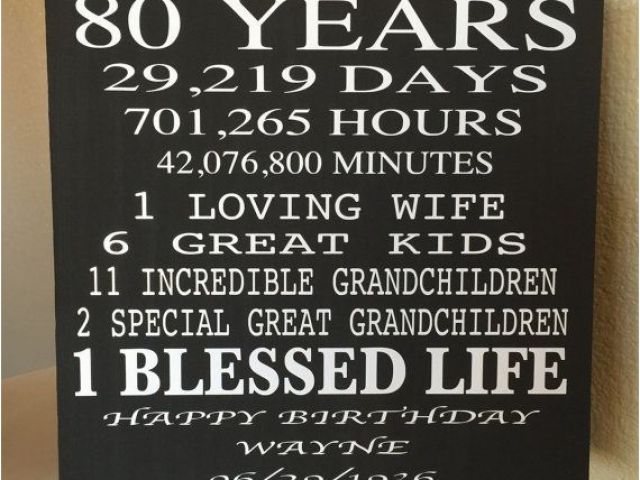 80 YEARS
29,219 DAYS
701,265 HOURS
42,076,800 MINUTES
1 LOVING WIFE
6 GREAT KIDS
11 INCREDIBLE GRANDCHILDREN
2 SPECIAL GREAT GRANDCHILDREN
1 BLESSED LIFE
HAPPY BIRTHDAY
WAYNE